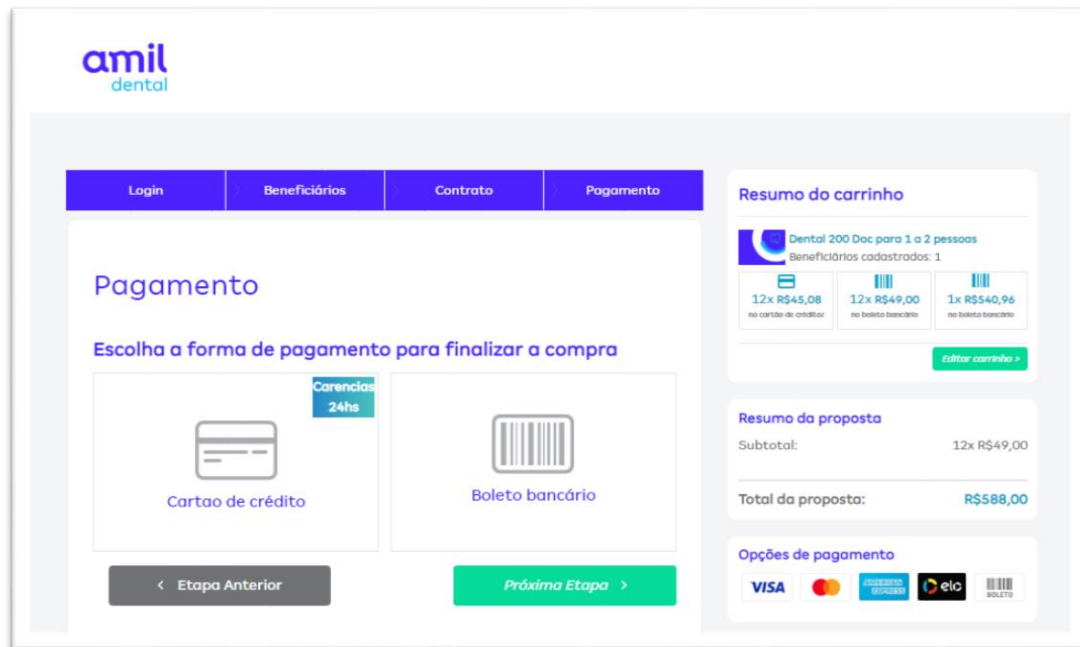 amil
dental
Login
Beneficiários
Contrato
Pagamento
Pagamento
Escolha a forma de pagamento para finalizar a compra
Carencias
24hs
Cartao de crédito
Boleto bancário
< Etapa Anterior
Próxima Etapa >
Resumo do carrinho
Dental 200 Doc para 1 a 2 pessoas
Beneficiários cadastrados: 1
12x R$45,08
no cartão de créditor
12x R$49,00
no boleto bancário
1x R$540,96
no boleto bancário
Editar carrinho >
Resumo da proposta
Subtotal: 12x R$49,00
Total da proposta: R$588,00
Opções de pagamento
VISA
AMERICAN
EXPRESS
elo
BOLETO